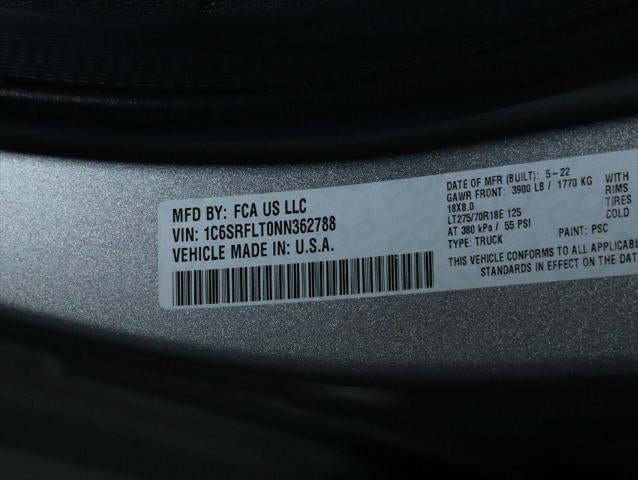 MFD BY: FCA US LLC
VIN: 1C6SRFLT0NN362788
VEHICLE MADE IN: U.S.A.
DATE OF MFR (BUILT): 5-22
GAWR FRONT: 3900 LB / 1770 KG WITH
18X8.0 RIMS
LT275/70R18E 125 TIRES
AT 380 kPa / 55 PSI COLD
TYPE: TRUCK PAINT: PSC
THIS VEHICLE CONFORMS TO ALL APPLICABL
STANDARDS IN EFFECT ON THE DAT